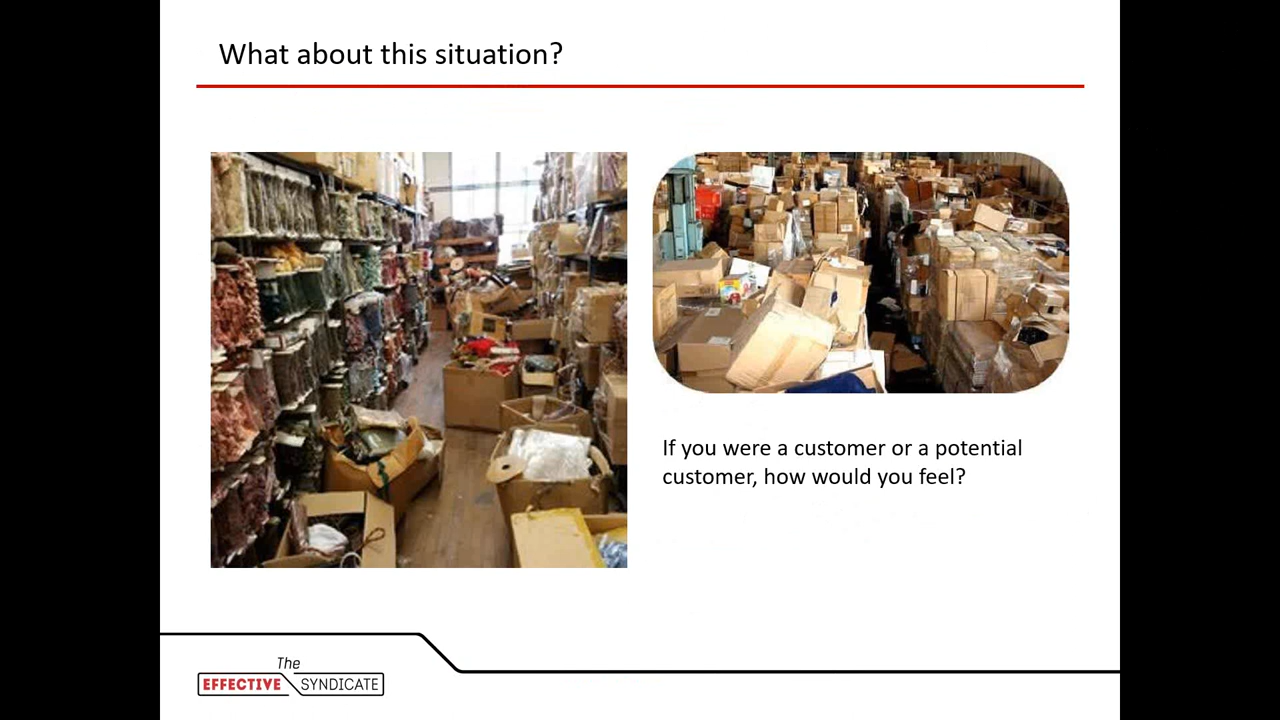 What about this situation?
If you were a customer or a potential
customer, how would you feel?
The
EFFECTIVE SYNDICATE